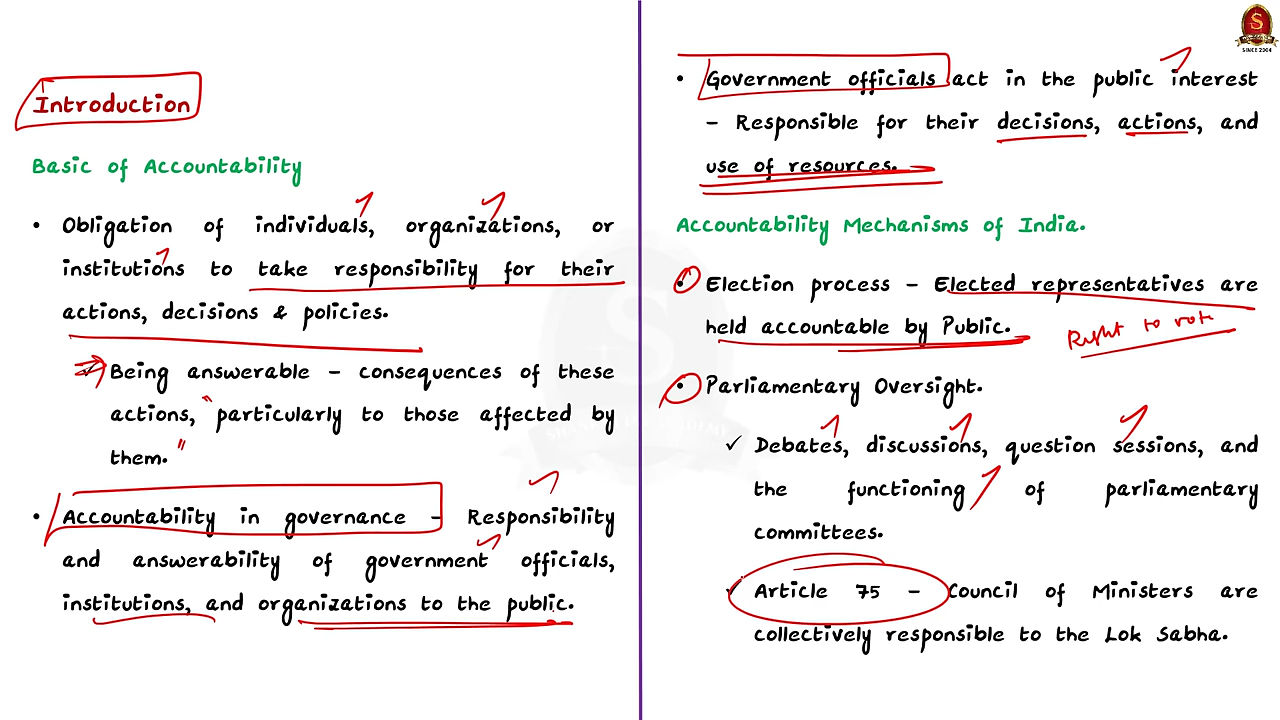 Introduction
Basic of Accountability
• Obligation of individuals, organizations, or
institutions to take responsibility for their
actions, decisions & policies.
✓ Being answerable – consequences of these
actions, particularly to those affected by
them.
• Accountability in governance – Responsibility
and answerability of government officials,
institutions, and organizations to the public.
• Government officials act in the public interest
– Responsible for their decisions, actions, and
use of resources.
Accountability Mechanisms of India.
• Election process – Elected representatives are
held accountable by Public.
Right to vote
• Parliamentary Oversight.
✓ Debates, discussions, question sessions, and
the functioning of parliamentary
committees.
✓ Article 75 – Council of Ministers are
collectively responsible to the Lok Sabha.
S
SINCE 2004